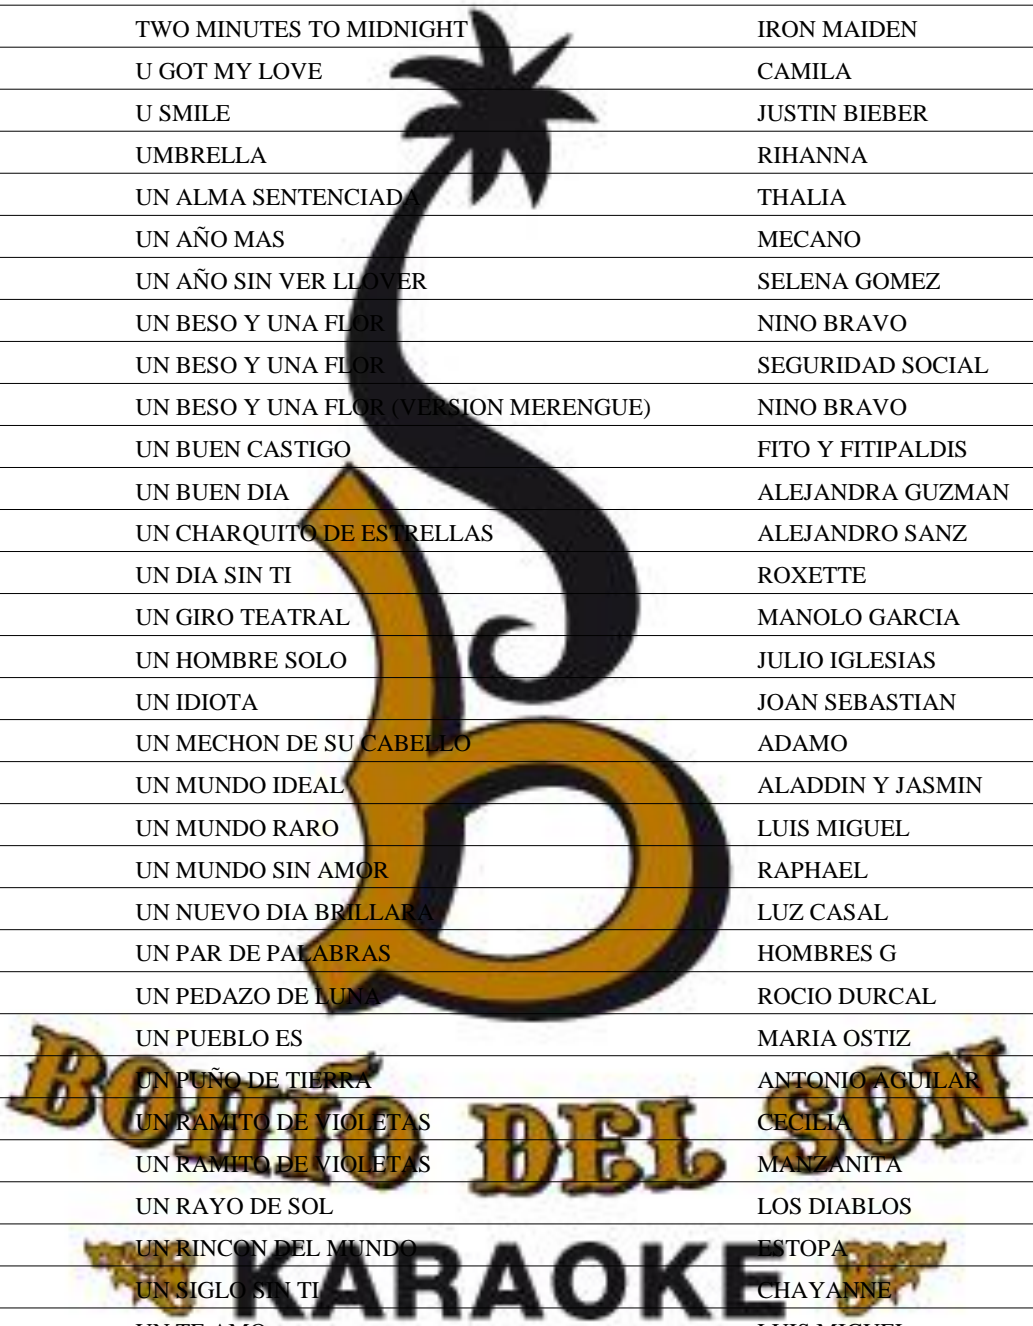 TWO MINUTES TO MIDNIGHT IRON MAIDEN
U GOT MY LOVE CAMILA
U SMILE JUSTIN BIEBER
UMBRELLA RIHANNA
UN ALMA SENTENCIADA THALIA
UN AÑO MAS MECANO
UN AÑO SIN VER LLOVER SELENA GOMEZ
UN BESO Y UNA FLOR NINO BRAVO
UN BESO Y UNA FLOR SEGURIDAD SOCIAL
UN BESO Y UNA FLOR (VERSION MERENGUE) NINO BRAVO
UN BUEN CASTIGO FITO Y FITIPALDIS
UN BUEN DIA ALEJANDRA GUZMAN
UN CHARQUITO DE ESTRELLAS ALEJANDRO SANZ
UN DIA SIN TI ROXETTE
UN GIRO TEATRAL MANOLO GARCIA
UN HOMBRE SOLO JULIO IGLESIAS
UN IDIOTA JOAN SEBASTIAN
UN MECHON DE SU CABELLO ADAMO
UN MUNDO IDEAL ALADDIN Y JASMIN
UN MUNDO RARO LUIS MIGUEL
UN MUNDO SIN AMOR RAPHAEL
UN NUEVO DIA BRILLARA LUZ CASAL
UN PAR DE PALABRAS HOMBRES G
UN PEDAZO DE LUNA ROCIO DURCAL
UN PUEBLO ES MARIA OSTIZ
UN PUÑO DE TIERRA ANTONIO AGUILAR
UN RAMITO DE VIOLETAS CECILIA
UN RAMITO DE VIOLETAS MANZANITA
UN RAYO DE SOL LOS DIABLOS
UN RINCON DEL MUNDO ESTOPA
UN SIGLO SIN TI CHAYANNE
UN TE AMO LUIS MIGUEL
BOHÍO DEL SON
KARAOKE